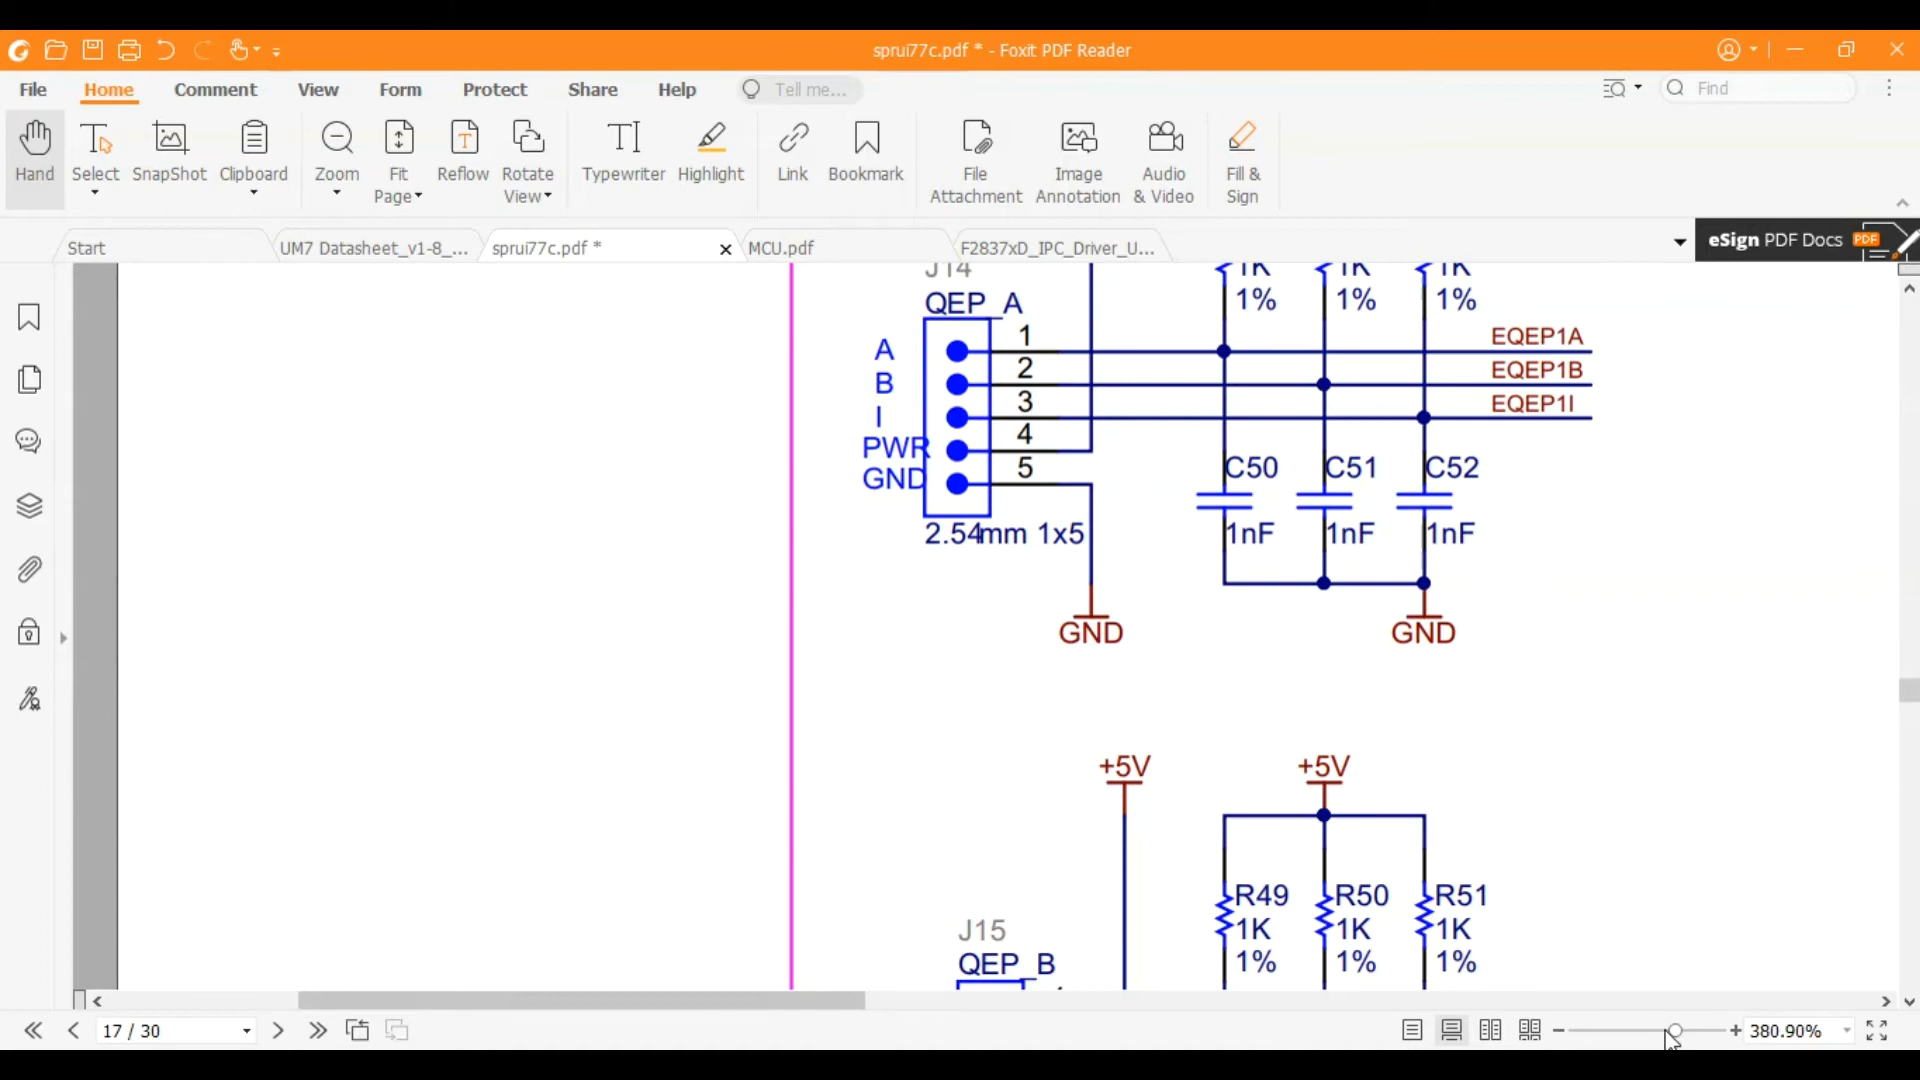 sprui77c.pdf * - Foxit PDF Reader
File Home Comment View Form Protect Share Help Tell me... Find
Hand Select SnapShot Clipboard Zoom Fit Page Reflow Rotate View Typewriter Highlight Link Bookmark File Attachment Image Annotation Audio & Video Fill & Sign
Start UM7 Datasheet_v1-8_... sprui77c.pdf * MCU.pdf F2837xD_IPC_Driver_U... eSign PDF Docs PDF
J14 1K 1K 1K
QEP_A 1% 1% 1%
A 1 EQEP1A
B 2 EQEP1B
I 3 EQEP1I
PWR 4
GND 5 C50 C51 C52
2.54mm 1x5 1nF 1nF 1nF
GND GND
+5V +5V
R49 R50 R51
J15 1K 1K 1K
QEP_B 1% 1% 1%
17 / 30 380.90%